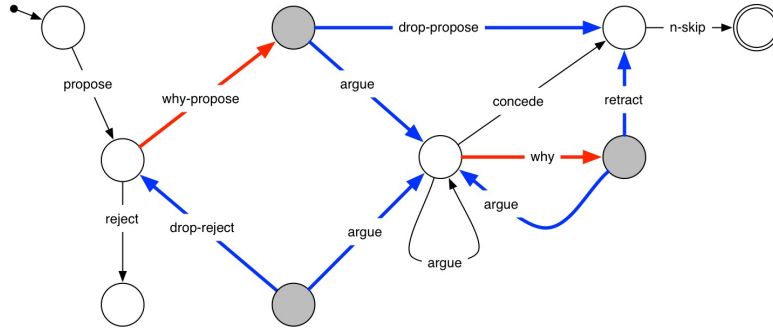 drop-propose
n-skip
propose
argue
why-propose
concede
retract
why
argue
reject
drop-reject
argue
argue